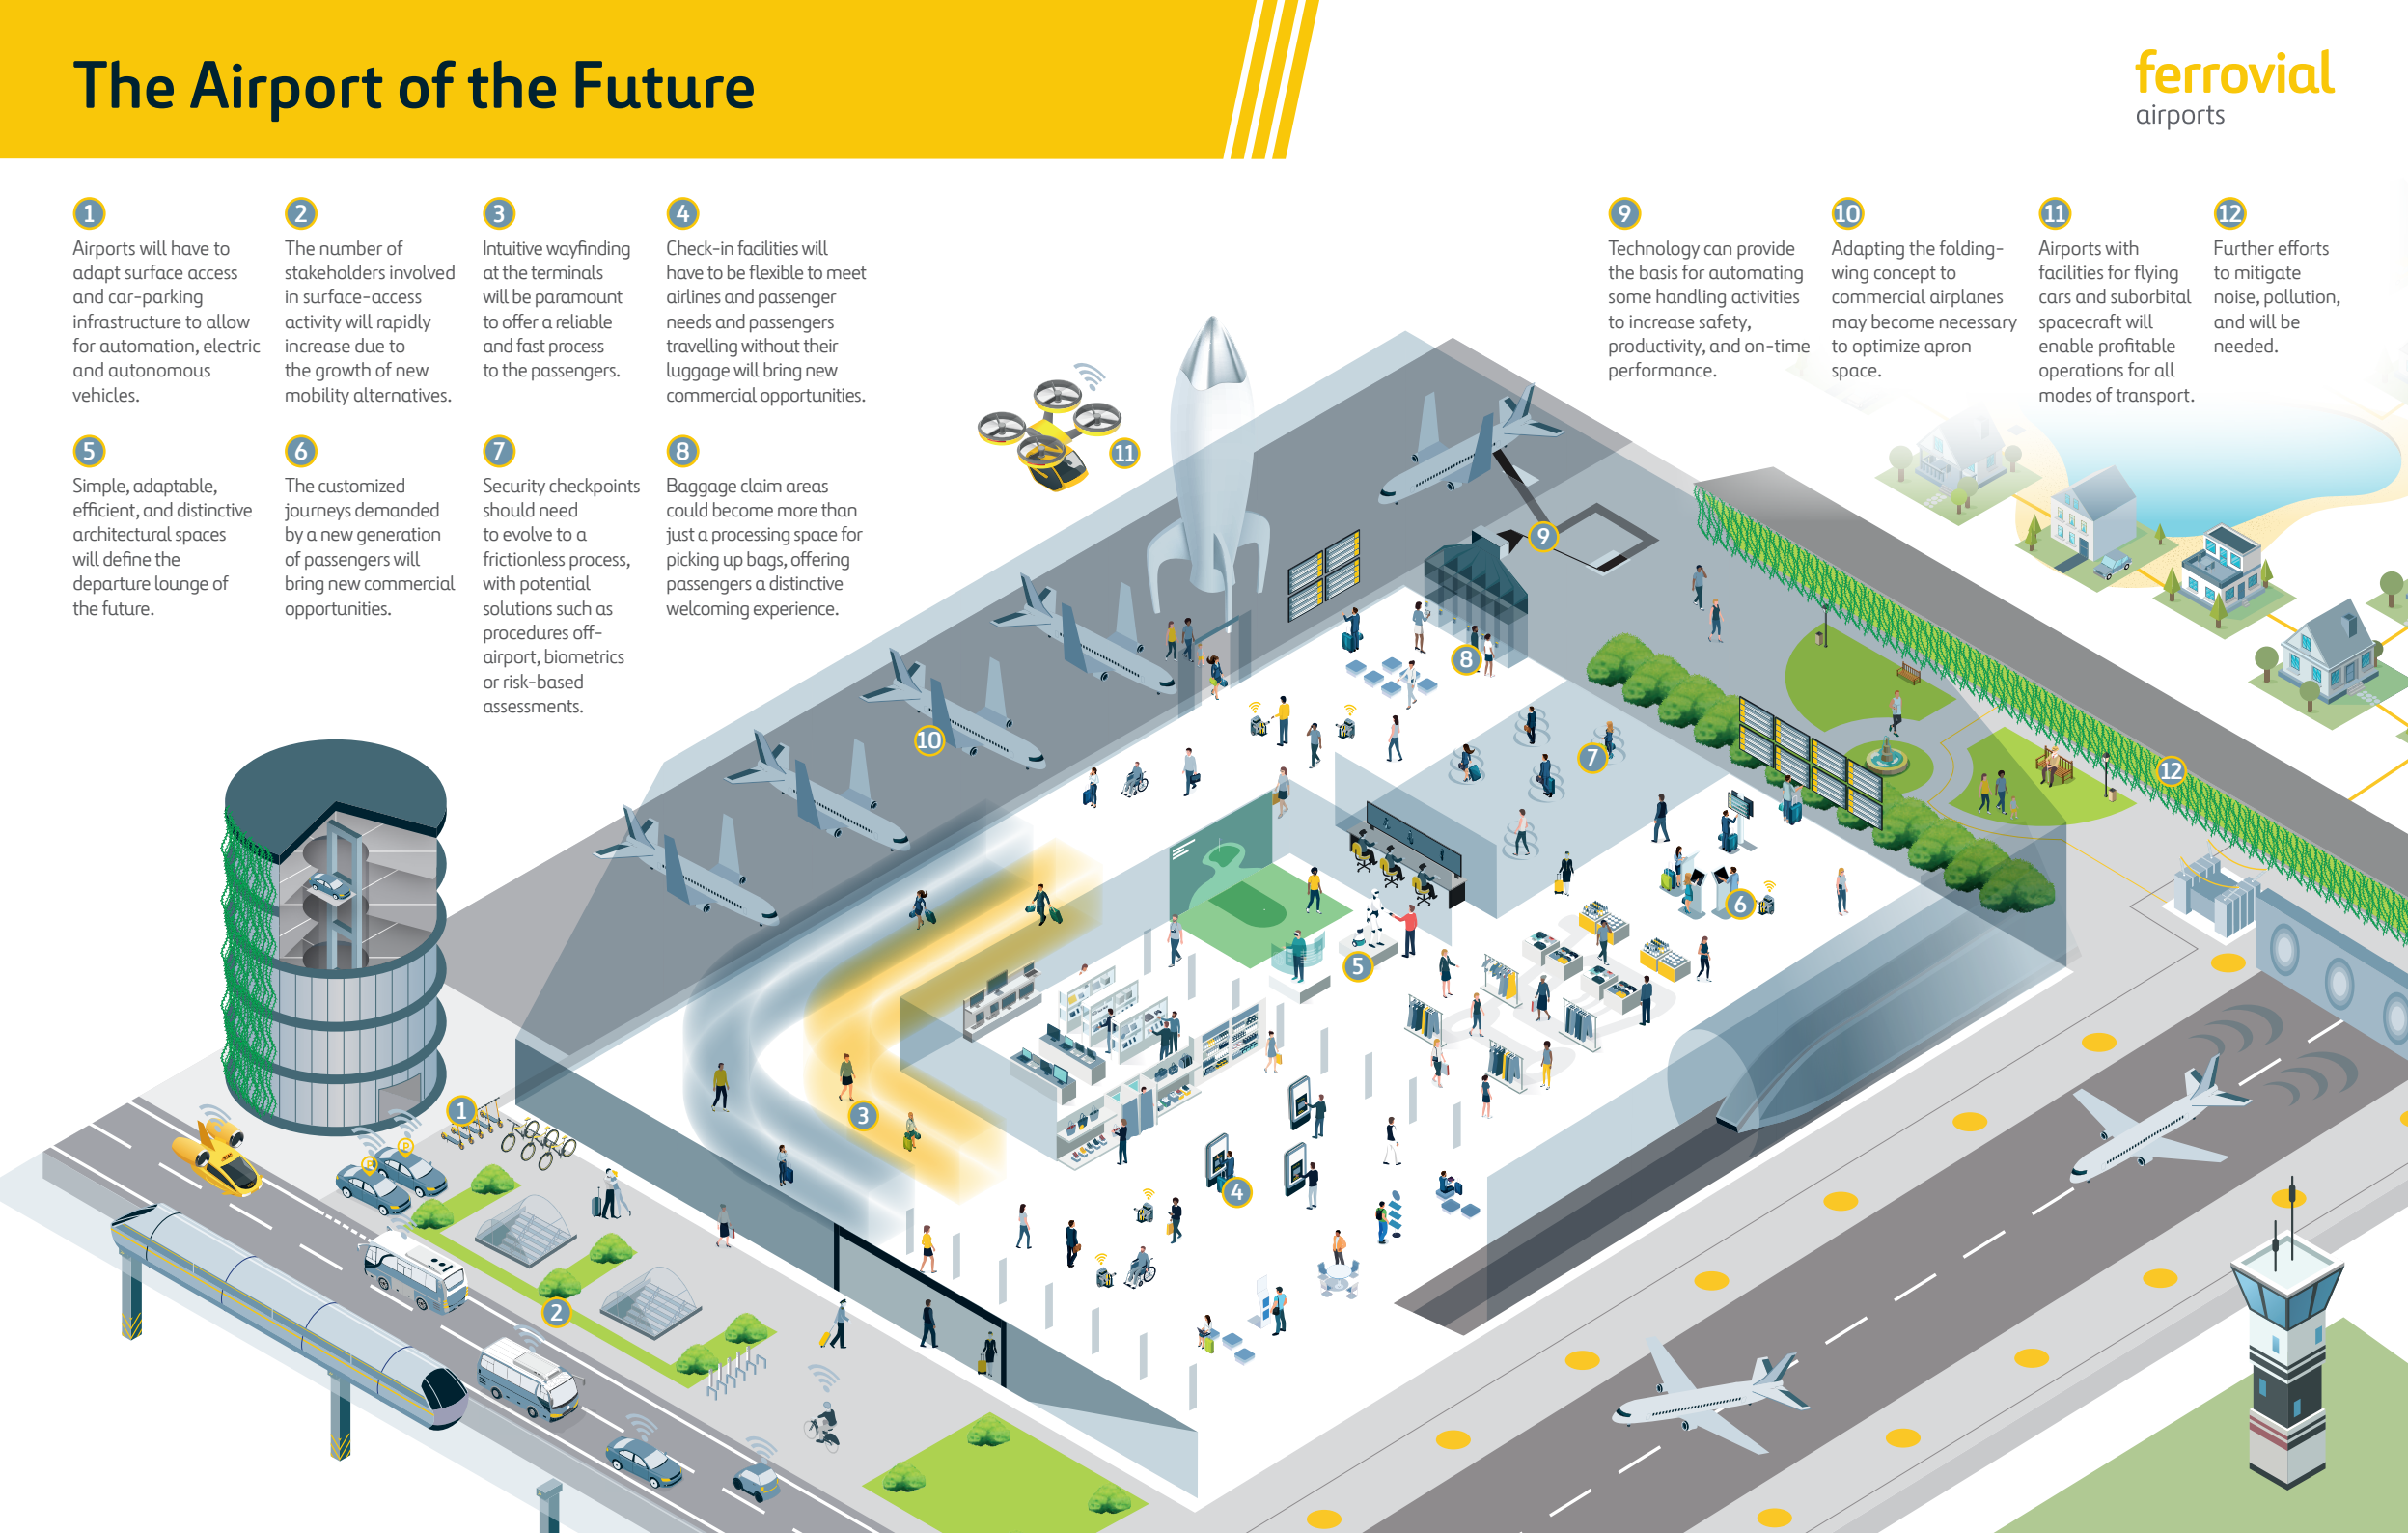 The Airport of the Future
ferrovial
airports
1
Airports will have to
adapt surface access
and car-parking
infrastructure to allow
for automation, electric
and autonomous
vehicles.
2
The number of
stakeholders involved
in surface-access
activity will rapidly
increase due to
the growth of new
mobility alternatives.
3
Intuitive wayfinding
at the terminals
will be paramount
to offer a reliable
and fast process
to the passengers.
4
Check-in facilities will
have to be flexible to meet
airlines and passenger
needs and passengers
travelling without their
luggage will bring new
commercial opportunities.
5
Simple, adaptable,
efficient, and distinctive
architectural spaces
will define the
departure lounge of
the future.
6
The customized
journeys demanded
by a new generation
of passengers will
bring new commercial
opportunities.
7
Security checkpoints
should need
to evolve to a
frictionless process,
with potential
solutions such as
procedures off-
airport, biometrics
or risk-based
assessments.
8
Baggage claim areas
could become more than
just a processing space for
picking up bags, offering
passengers a distinctive
welcoming experience.
9
Technology can provide
the basis for automating
some handling activities
to increase safety,
productivity, and on-time
performance.
10
Adapting the folding-
wing concept to
commercial airplanes
may become necessary
to optimize apron
space.
11
Airports with
facilities for flying
cars and suborbital
spacecraft will
enable profitable
operations for all
modes of transport.
12
Further efforts
to mitigate
noise, pollution,
and will be
needed.
11
9
8
10
7
12
6
5
3
1
4
2